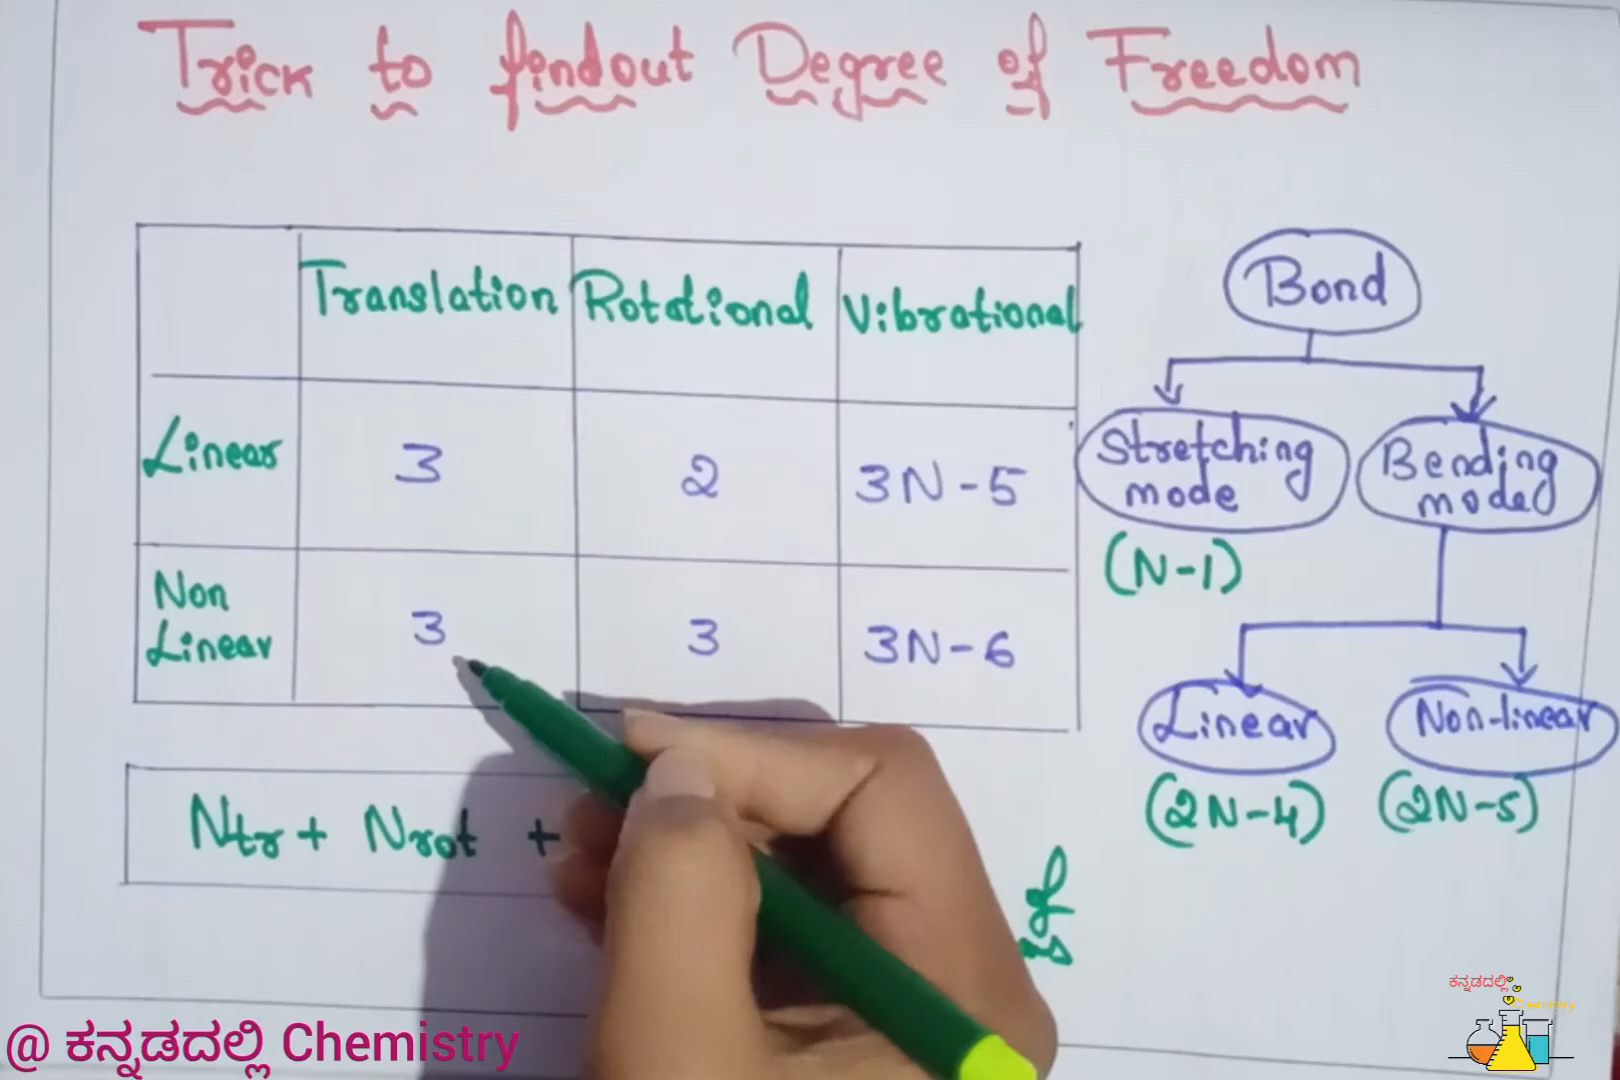 Trick to findout Degree of Freedom
Translation Rotational Vibrational
Linear 3 2 3N-5
Non
Linear 3 3 3N-6
Ntr + Nrot +
of
Bond
Stretching
mode
(N-1)
Bending
mode
Linear
(2N-4)
Non-linear
(2N-5)
@ ಕನ್ನಡದಲ್ಲಿ Chemistry
ಕನ್ನಡದಲ್ಲಿ
Chemistry